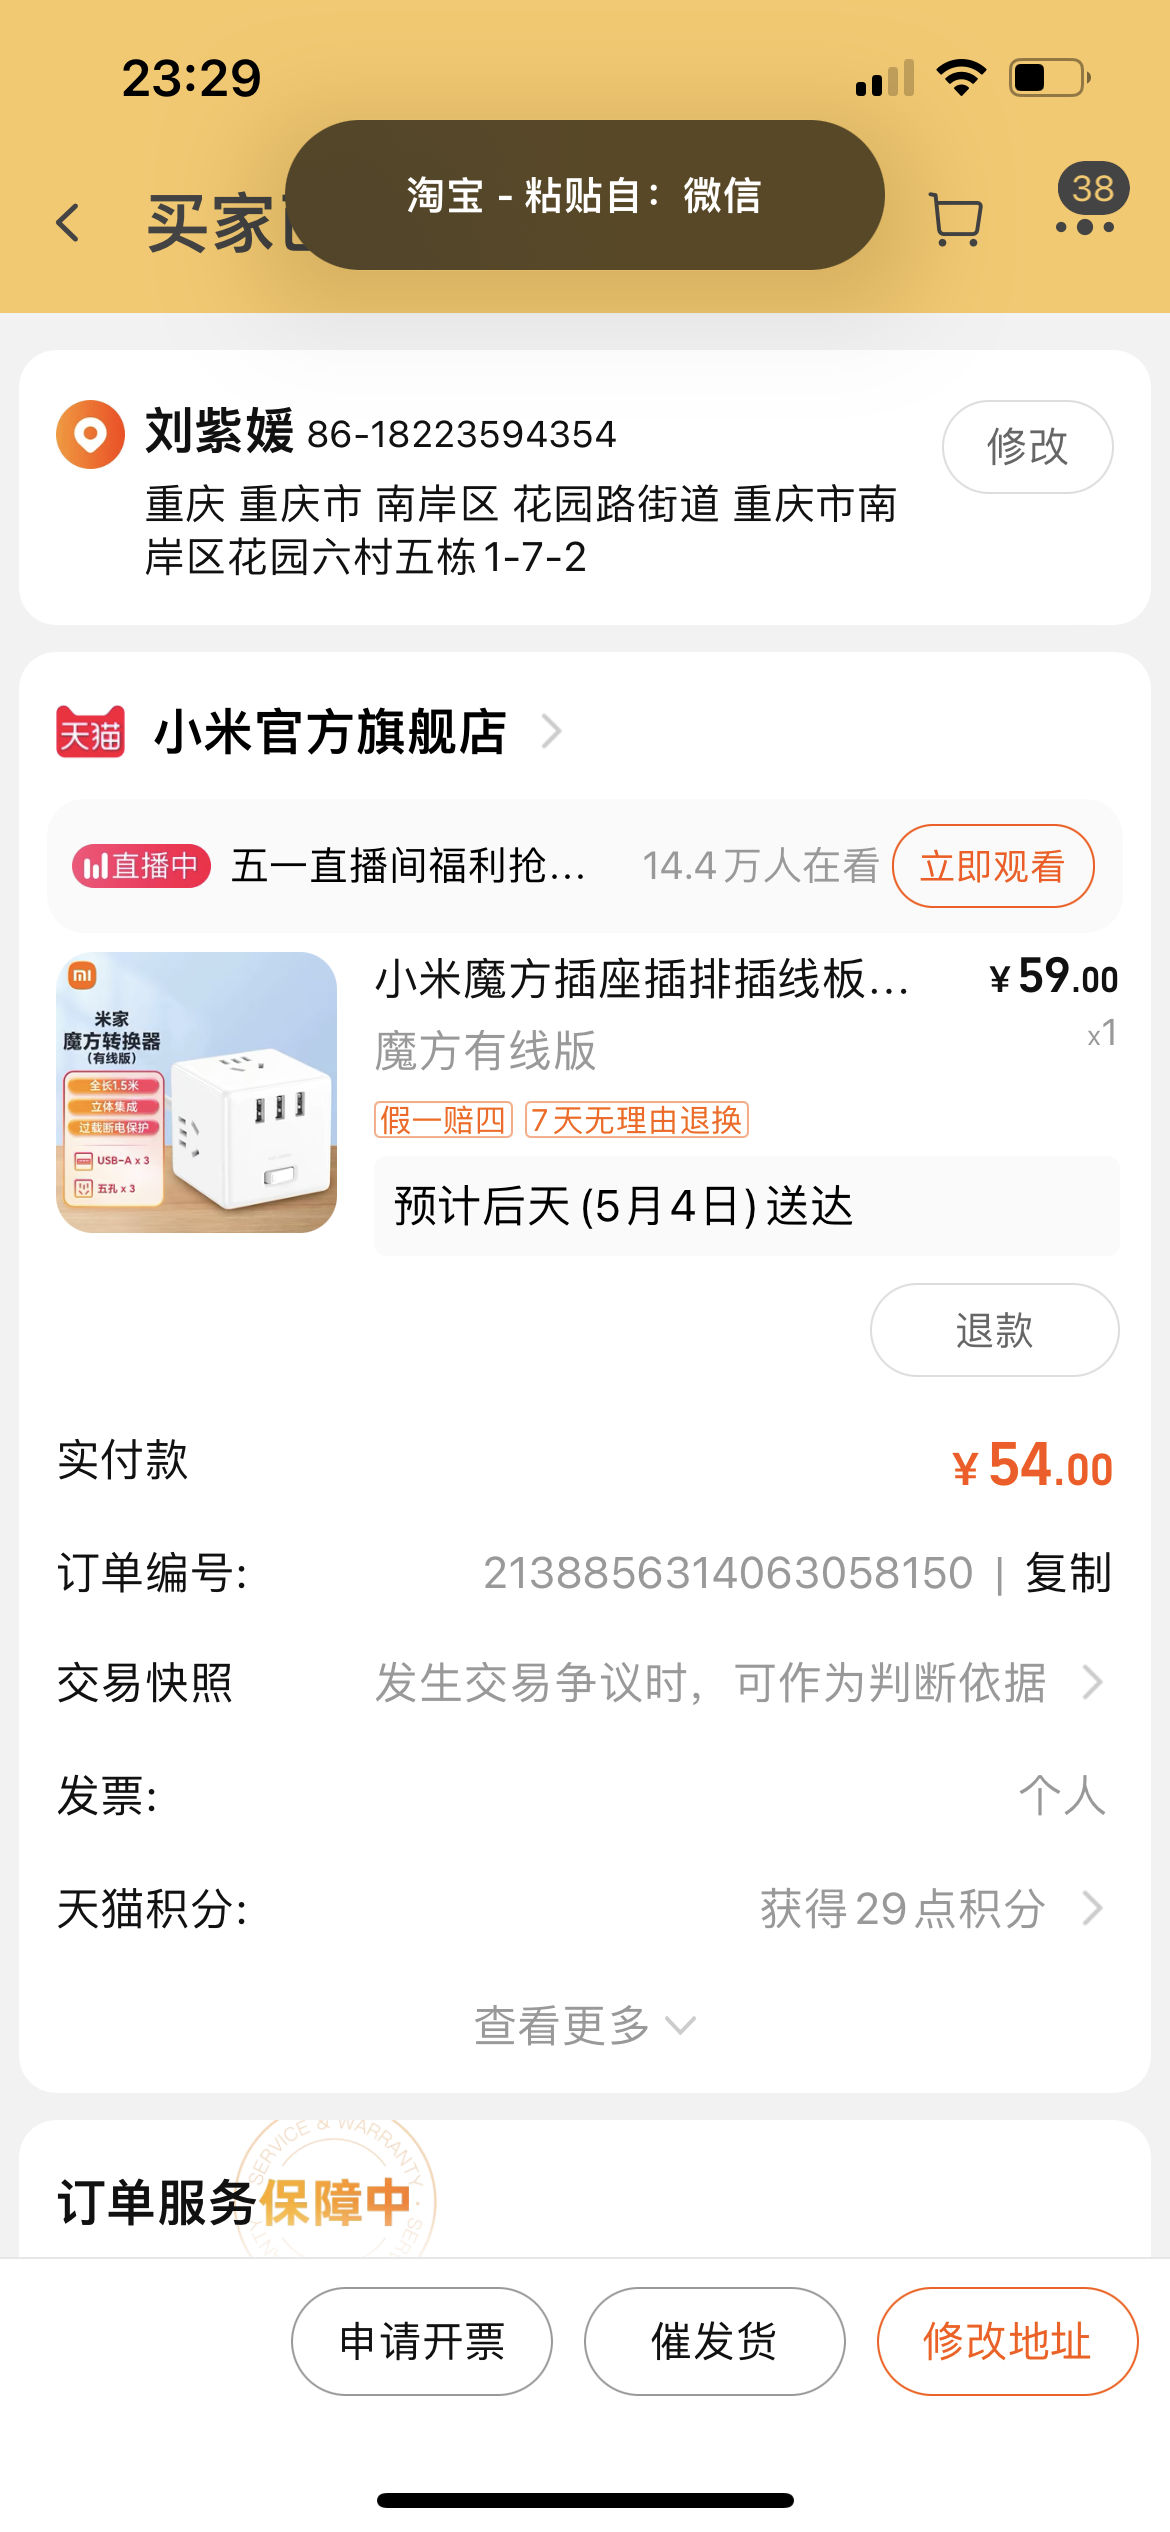 23:29
淘宝 - 粘贴自：微信
买家
38
刘紫媛 86-18223594354
修改
重庆 重庆市 南岸区 花园路街道 重庆市南
岸区花园六村五栋1-7-2
天猫 小米官方旗舰店
直播中 五一直播间福利抢... 14.4万人在看 立即观看
小米魔方插座插排插线板... ¥59.00
魔方有线版 x1
假一赔四 7天无理由退换
预计后天(5月4日)送达
米家
魔方转换器
(有线版)
全长1.5米
立体集成
过载断电保护
USB-A x 3
五孔 x 3
退款
实付款 ¥54.00
订单编号: 2138856314063058150 | 复制
交易快照 发生交易争议时，可作为判断依据
发票: 个人
天猫积分: 获得29点积分
查看更多
SERVICE & WARRANTY
订单服务保障中
申请开票 催发货 修改地址